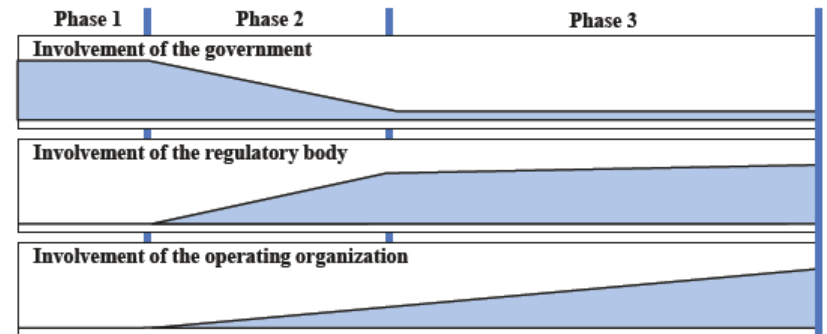 Phase 1 Phase 2 Phase 3
Involvement of the government
Involvement of the regulatory body
Involvement of the operating organization